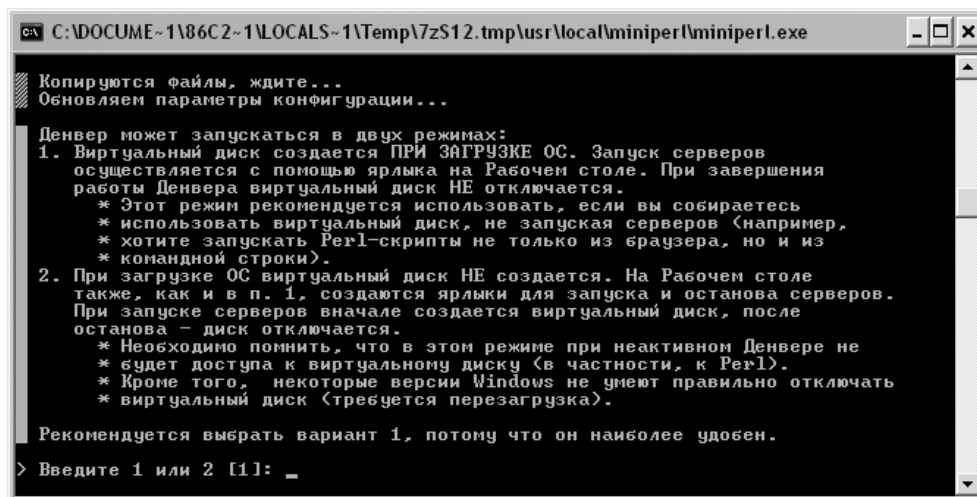 C:\DOCUME~1\86C2~1\LOCALS~1\Temp\7zS12.tmp\usr\local\miniperl\miniperl.exe
Копируются файлы, ждите...
Обновляем параметры конфигурации...
Денвер может запускаться в двух режимах:
1. Виртуальный диск создается ПРИ ЗАГРУЗКЕ ОС. Запуск серверов
осуществляется с помощью ярлыка на Рабочем столе. При завершения
работы Денвера виртуальный диск НЕ отключается.
* Этот режим рекомендуется использовать, если вы собираетесь
* использовать виртуальный диск, не запуская серверов (например,
* хотите запускать Perl-скрипты не только из браузера, но и из
* командной строки).
2. При загрузке ОС виртуальный диск НЕ создается. На Рабочем столе
также, как и в п. 1, создаются ярлыки для запуска и останова серверов.
При запуске серверов вначале создается виртуальный диск, после
останова - диск отключается.
* Необходимо помнить, что в этом режиме при неактивном Денвере не
* будет доступа к виртуальному диску (в частности, к Perl).
* Кроме того,  некоторые версии Windows не умеют правильно отключать
* виртуальный диск (требуется перезагрузка).
Рекомендуется выбрать вариант 1, потому что он наиболее удобен.
> Введите 1 или 2 [1]: _